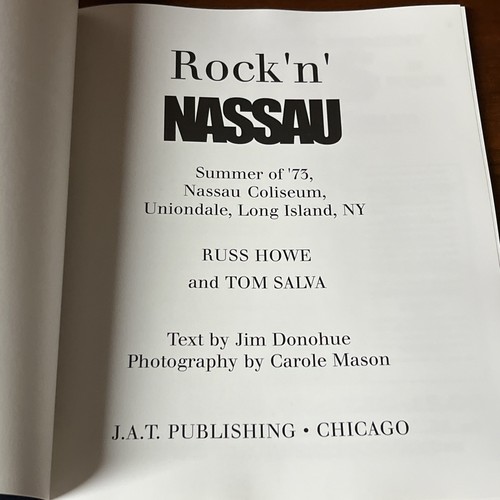 Rock'n'
NASSAU
Summer of '73,
Nassau Coliseum,
Uniondale, Long Island, NY
RUSS HOWE
and TOM SALVA
Text by Jim Donohue
Photography by Carole Mason
J.A.T. PUBLISHING • CHICAGO